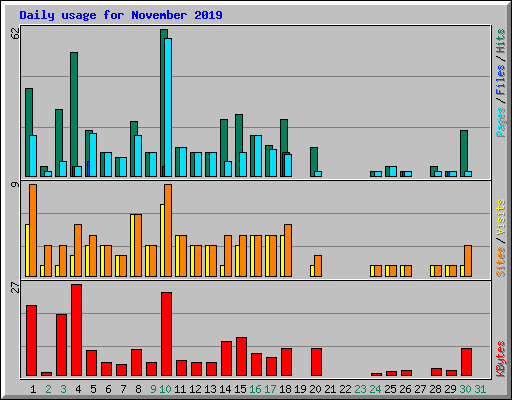 Daily usage for November 2019
62
Pages / Files / Hits
9
Sites / Visits
27
KBytes
1 2 3 4 5 6 7 8 9 10 11 12 13 14 15 16 17 18 19 20 21 22 23 24 25 26 27 28 29 30 31